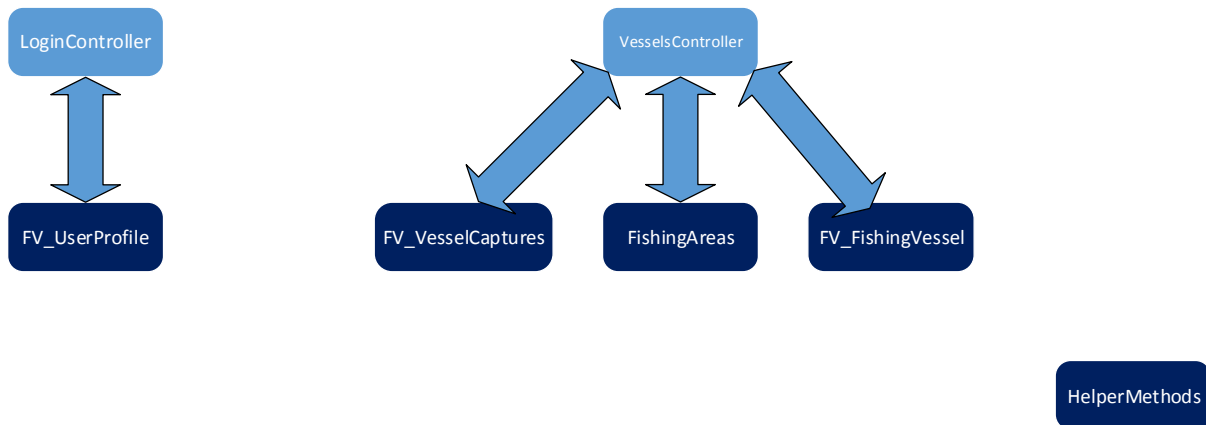 LoginController
VesselsController
FV_UserProfile
FV_VesselCaptures
FishingAreas
FV_FishingVessel
HelperMethods